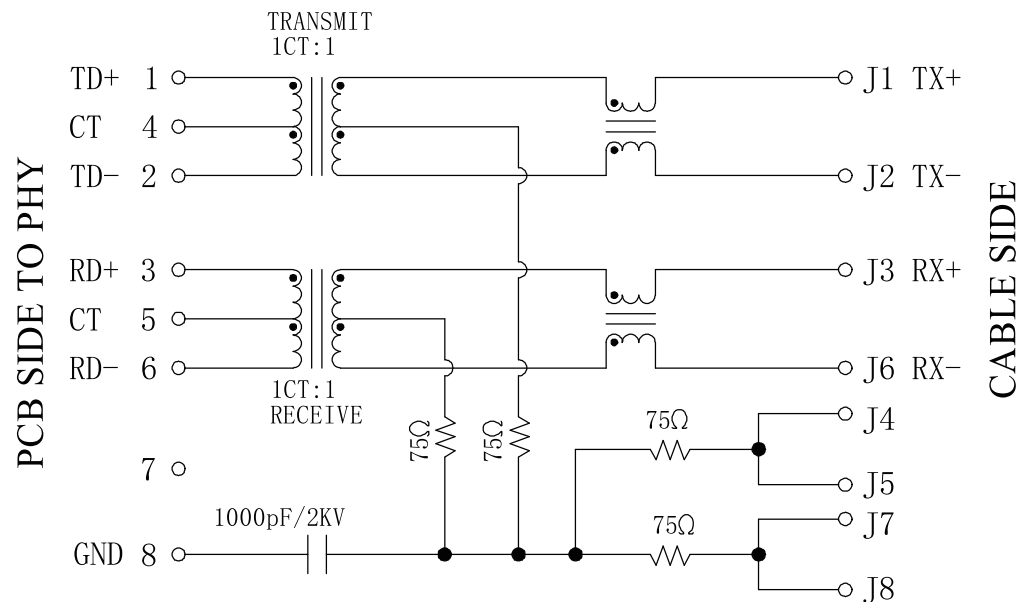 TRANSMIT
1CT:1
TD+ 1
CT 4
TD- 2
J1 TX+
J2 TX-
RD+ 3
CT 5
RD- 6
J3 RX+
J6 RX-
1CT:1
RECEIVE
PCB SIDE TO PHY
CABLE SIDE
75Ω
75Ω
75Ω
J4
J5
7
1000pF/2KV
75Ω
J7
GND 8
J8